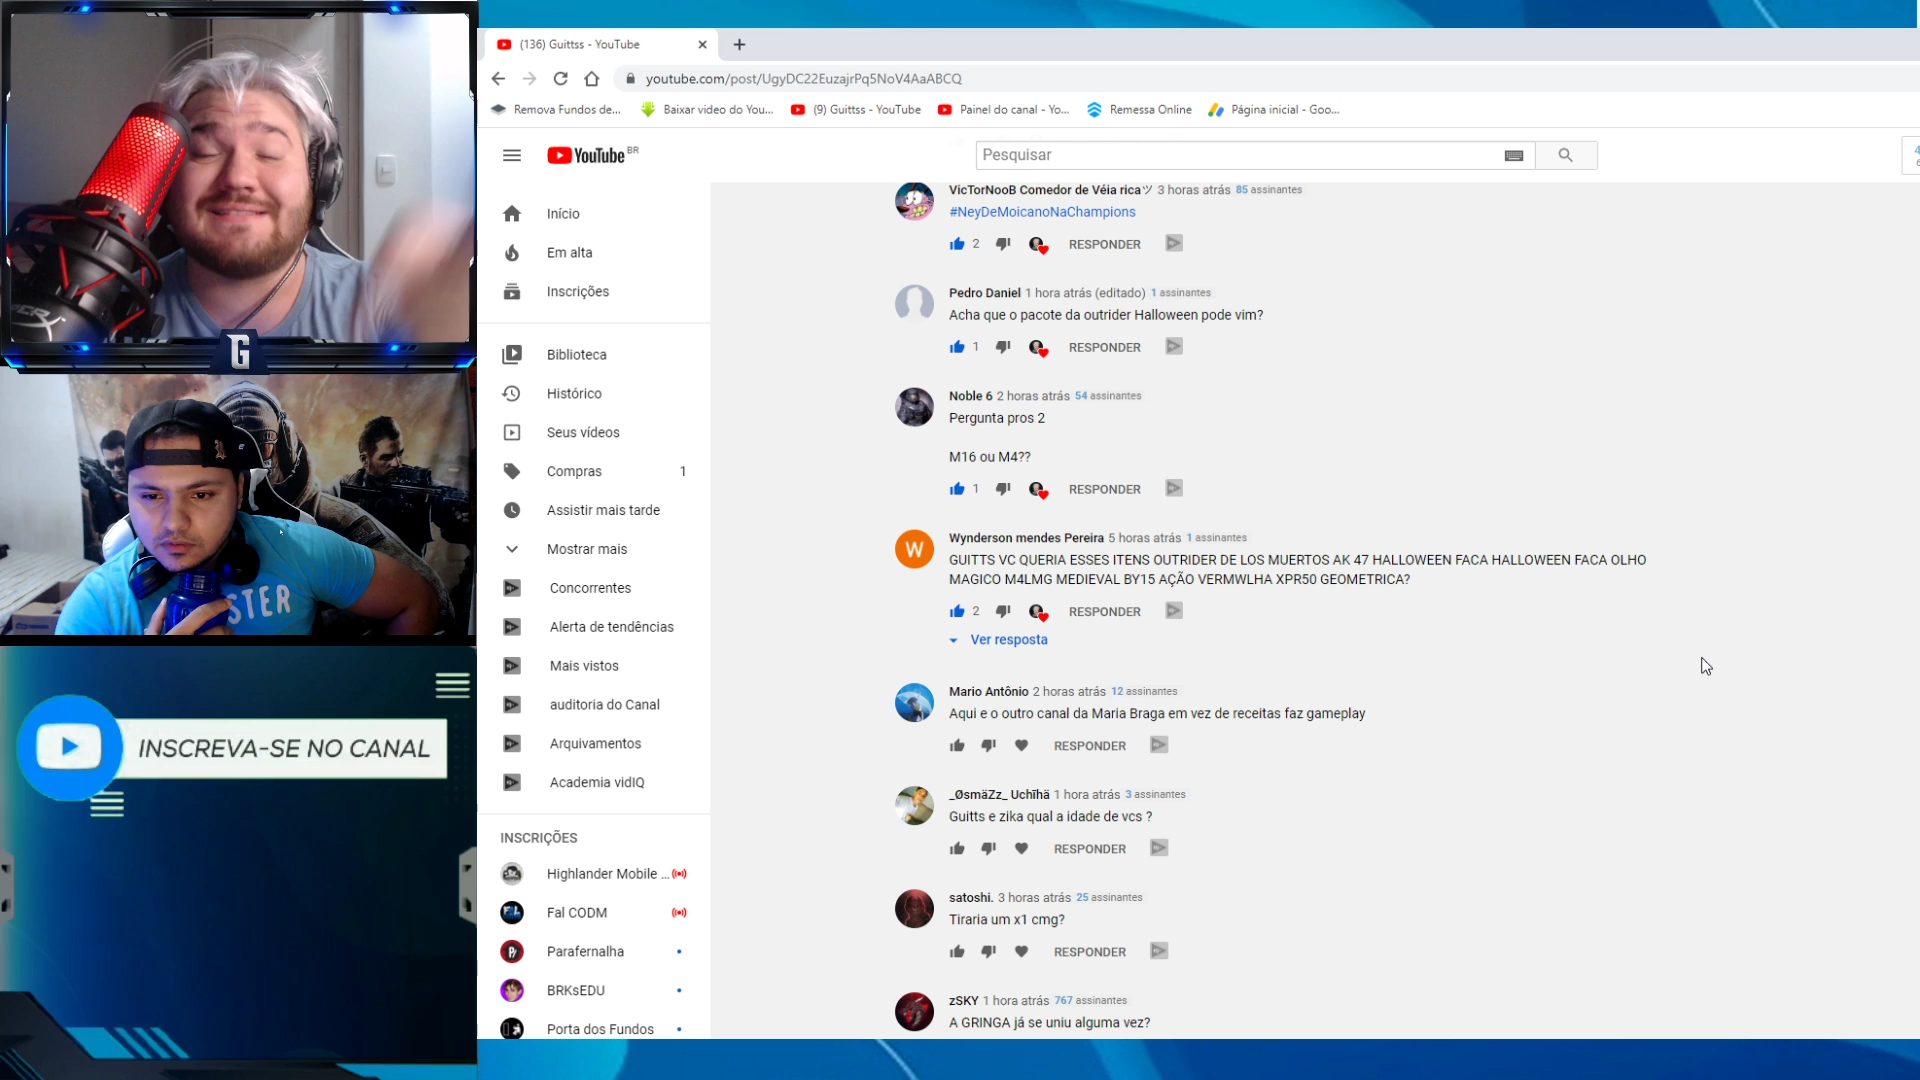 (136) Guittss - YouTube
youtube.com/post/UgyDC22EuzajrPq5NoV4AaABCQ
Remova Fundos de...
Baixar video do You...
(9) Guittss - YouTube
Painel do canal - Yo...
Remessa Online
Página inicial - Goo...
YouTube BR
Pesquisar
Início
Em alta
Inscrições
Biblioteca
Histórico
Seus vídeos
Compras 1
Assistir mais tarde
Mostrar mais
Concorrentes
Alerta de tendências
Mais vistos
auditoria do Canal
Arquivamentos
Academia vidIQ
INSCRIÇÕES
Highlander Mobile ...
Fal CODM
Parafernalha
BRKsEDU
Porta dos Fundos
VicTorNooB Comedor de Véia ricaツ 3 horas atrás 85 assinantes
#NeyDeMoicanoNaChampions
2 RESPONDER
Pedro Daniel 1 hora atrás (editado) 1 assinantes
Acha que o pacote da outrider Halloween pode vim?
1 RESPONDER
Noble 6 2 horas atrás 54 assinantes
Pergunta pros 2
M16 ou M4??
1 RESPONDER
W
Wynderson mendes Pereira 5 horas atrás 1 assinantes
GUITTS VC QUERIA ESSES ITENS OUTRIDER DE LOS MUERTOS AK 47 HALLOWEEN FACA HALLOWEEN FACA OLHO
MAGICO M4LMG MEDIEVAL BY15 AÇÃO VERMWLHA XPR50 GEOMETRICA?
2 RESPONDER
Ver resposta
Mario Antônio 2 horas atrás 12 assinantes
Aqui e o outro canal da Maria Braga em vez de receitas faz gameplay
RESPONDER
_ØsmäZz_ Uchīhä 1 hora atrás 3 assinantes
Guitts e zika qual a idade de vcs ?
RESPONDER
satoshi. 3 horas atrás 25 assinantes
Tiraria um x1 cmg?
RESPONDER
zSKY 1 hora atrás 767 assinantes
A GRINGA já se uniu alguma vez?
G
STER
INSCREVA-SE NO CANAL